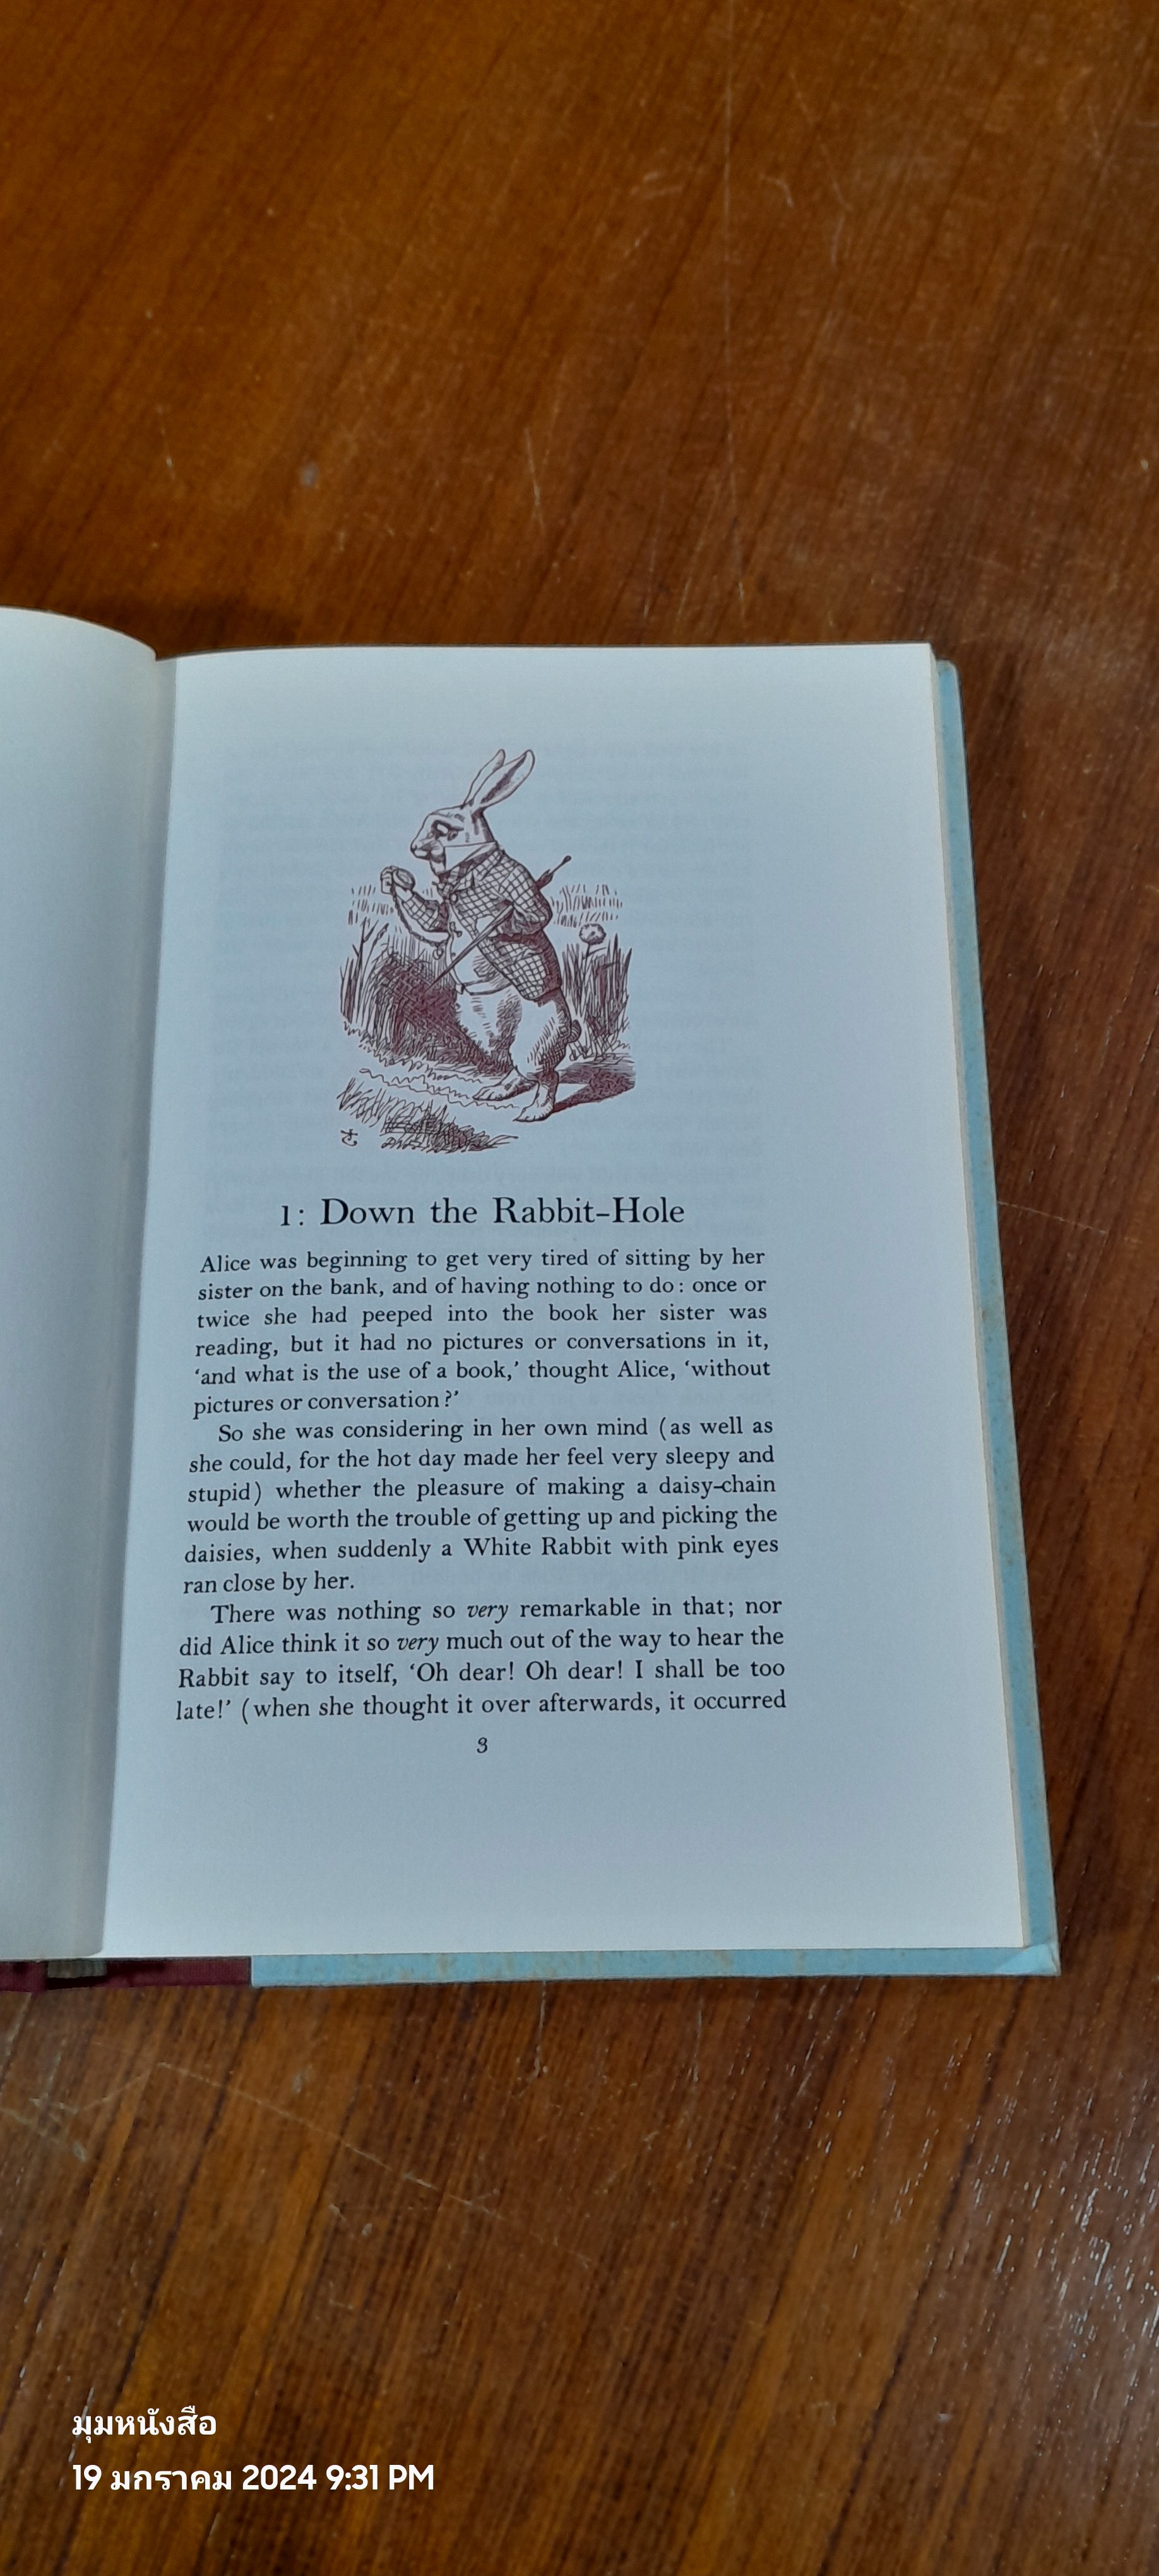 1: Down the Rabbit-Hole
Alice was beginning to get very tired of sitting by her
sister on the bank, and of having nothing to do: once or
twice she had peeped into the book her sister was
reading, but it had no pictures or conversations in it,
‘and what is the use of a book,’ thought Alice, ‘without
pictures or conversation?’
So she was considering in her own mind (as well as
she could, for the hot day made her feel very sleepy and
stupid) whether the pleasure of making a daisy-chain
would be worth the trouble of getting up and picking the
daisies, when suddenly a White Rabbit with pink eyes
ran close by her.
There was nothing so very remarkable in that; nor
did Alice think it so very much out of the way to hear the
Rabbit say to itself, ‘Oh dear! Oh dear! I shall be too
late!’ (when she thought it over afterwards, it occurred
3
มุมหนังสือ
19 มกราคม 2024 9:31 PM